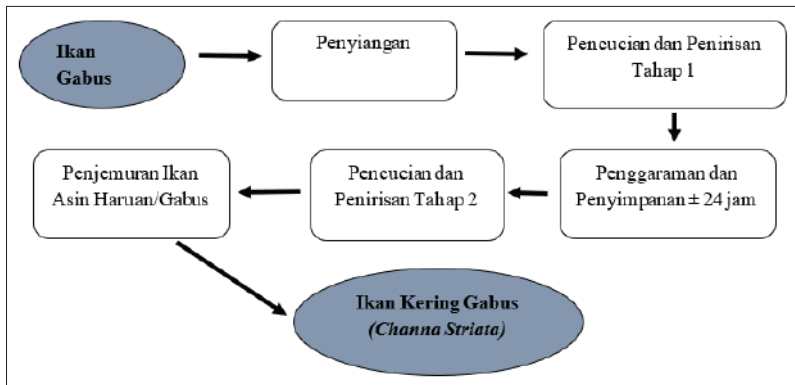 Ikan
Gabus
Penyiangan
Pencucian dan Penirisan
Tahap 1
Penggaraman dan
Penyimpanan ± 24 jam
Pencucian dan
Penirisan Tahap 2
Penjemuran Ikan
Asin Haruan/Gabus
Ikan Kering Gabus
(Channa Striata)